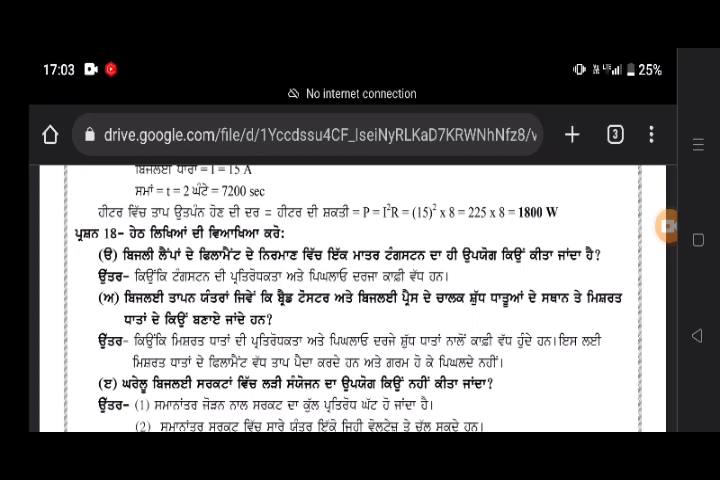 17:03
25%
No internet connection
drive.google.com/file/d/1Yccdssu4CF_IseiNyRLKaD7KRWNhNfz8/v
3
ਬਿਜਲਈ ਧਾਰਾ = I = 15 A
ਸਮਾਂ = t = 2 ਘੰਟੇ = 7200 sec
ਹੀਟਰ ਵਿੱਚ ਤਾਪ ਉਤਪੰਨ ਹੋਣ ਦੀ ਦਰ = ਹੀਟਰ ਦੀ ਸ਼ਕਤੀ = P = I²R = (15)² x 8 = 225 x 8 = 1800 W
ਪ੍ਰਸ਼ਨ 18- ਹੇਠ ਲਿਖਿਆਂ ਦੀ ਵਿਆਖਿਆ ਕਰੋ:
(ੳ) ਬਿਜਲੀ ਲੈਂਪਾਂ ਦੇ ਫਿਲਾਮੈਂਟ ਦੇ ਨਿਰਮਾਣ ਵਿੱਚ ਇੱਕ ਮਾਤਰ ਟੰਗਸਟਨ ਦਾ ਹੀ ਉਪਯੋਗ ਕਿਉਂ ਕੀਤਾ ਜਾਂਦਾ ਹੈ?
ਉੱਤਰ- ਕਿਉਂਕਿ ਟੰਗਸਟਨ ਦੀ ਪ੍ਰਤਿਰੋਧਕਤਾ ਅਤੇ ਪਿਘਲਾਓ ਦਰਜਾ ਕਾਫ਼ੀ ਵੱਧ ਹਨ।
(ਅ) ਬਿਜਲਈ ਤਾਪਨ ਯੰਤਰਾਂ ਜਿਵੇਂ ਕਿ ਬ੍ਰੈਡ ਟੋਸਟਰ ਅਤੇ ਬਿਜਲਈ ਪ੍ਰੈਸ ਦੇ ਚਾਲਕ ਸ਼ੁੱਧ ਧਾਤੂਆਂ ਦੇ ਸਥਾਨ ਤੇ ਮਿਸ਼ਰਤ
ਧਾਤਾਂ ਦੇ ਕਿਉਂ ਬਣਾਏ ਜਾਂਦੇ ਹਨ?
ਉੱਤਰ- ਕਿਉਂਕਿ ਮਿਸ਼ਰਤ ਧਾਤਾਂ ਦੀ ਪ੍ਰਤਿਰੋਧਕਤਾ ਅਤੇ ਪਿਘਲਾਓ ਦਰਜੇ ਸ਼ੁੱਧ ਧਾਤਾਂ ਨਾਲੋਂ ਕਾਫ਼ੀ ਵੱਧ ਹੁੰਦੇ ਹਨ। ਇਸ ਲਈ
ਮਿਸ਼ਰਤ ਧਾਤਾਂ ਦੇ ਫਿਲਾਮੈਂਟ ਵੱਧ ਤਾਪ ਪੈਦਾ ਕਰਦੇ ਹਨ ਅਤੇ ਗਰਮ ਹੋ ਕੇ ਪਿਘਲਦੇ ਨਹੀਂ।
(ੲ) ਘਰੇਲੂ ਬਿਜਲਈ ਸਰਕਟਾਂ ਵਿੱਚ ਲੜੀ ਸੰਯੋਜਨ ਦਾ ਉਪਯੋਗ ਕਿਉਂ ਨਹੀਂ ਕੀਤਾ ਜਾਂਦਾ?
ਉੱਤਰ- (1) ਸਮਾਨਾਂਤਰ ਜੋੜਨ ਨਾਲ ਸਰਕਟ ਦਾ ਕੁੱਲ ਪ੍ਰਤਿਰੋਧ ਘੱਟ ਹੋ ਜਾਂਦਾ ਹੈ।
(2) ਸਮਾਨਾਂਤਰ ਸਰਕਟ ਵਿੱਚ ਸਾਰੇ ਯੰਤਰ ਇੱਕੋ ਜਿਹੀ ਵੋਲਟੇਜ਼ ਤੇ ਚੱਲ ਸਕਦੇ ਹਨ।